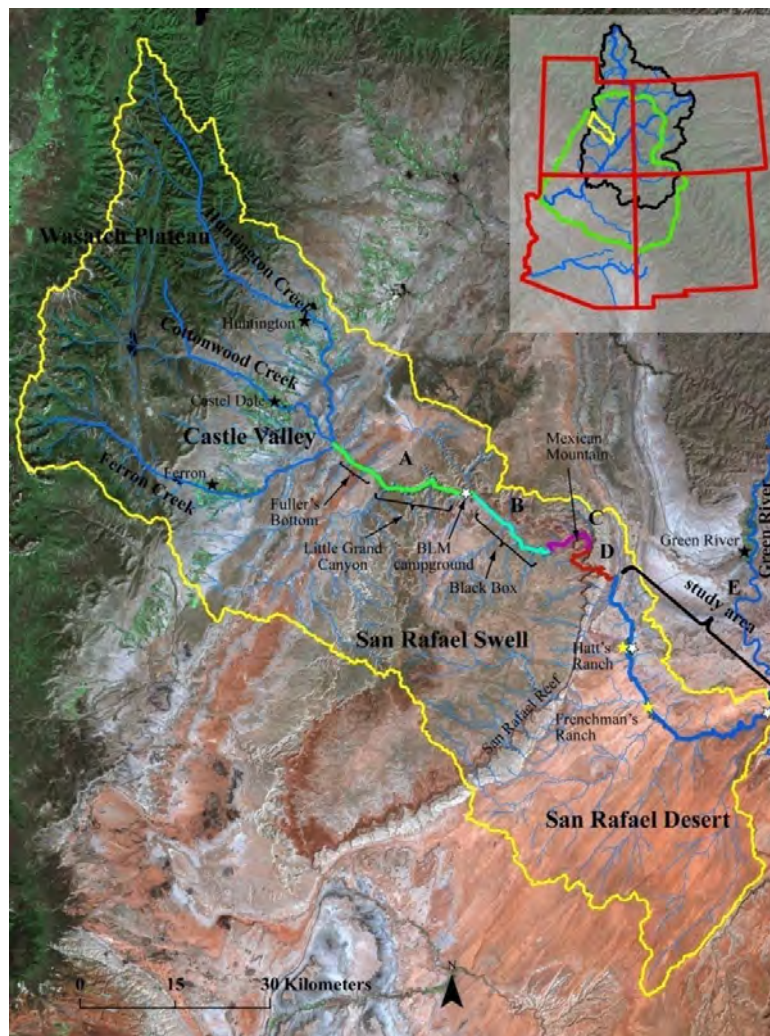 Wasatch Plateau
Huntington Creek
Huntington
Cottonwood Creek
Castel Dale
Castle Valley
Ferron
Ferron Creek
A
Mexican
Mountain
Fuller's
Bottom
Little Grand
Canyon
BLM
campground
B
Black Box
C
D
Green River
Green River
E
study area
San Rafael Swell
Hatt's
Ranch
San Rafael Reef
Frenchman's
Ranch
San Rafael Desert
N
0 15 30 Kilometers